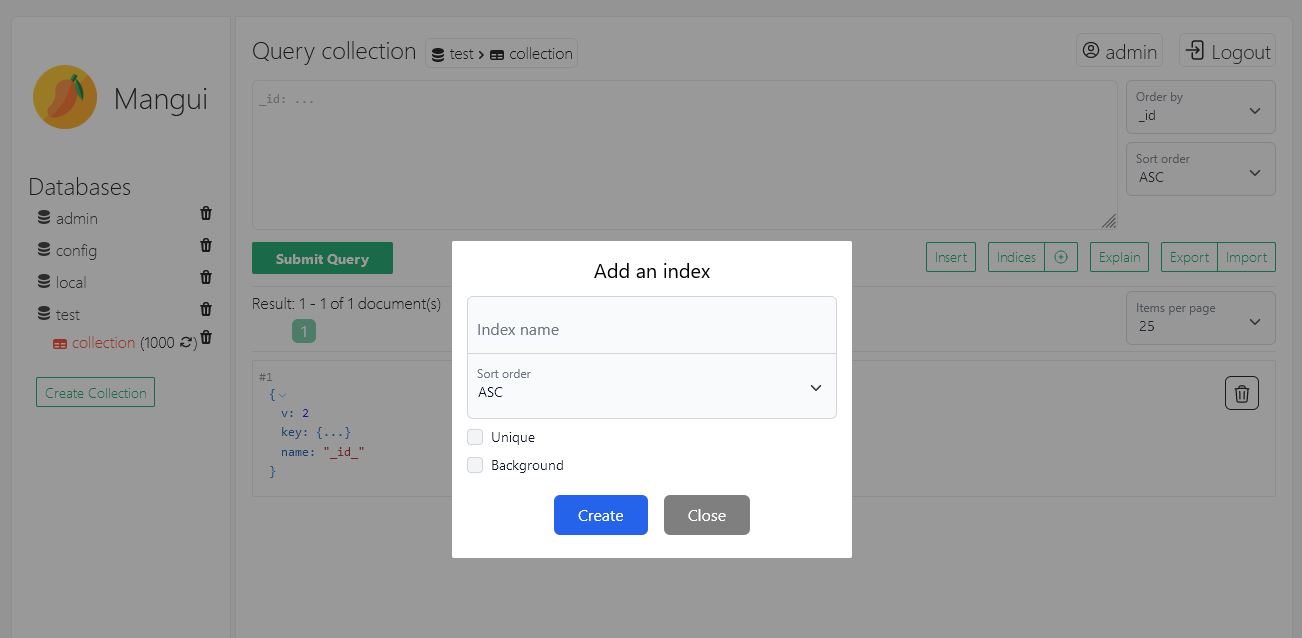 Mangui
Databases
admin
config
local
test
collection (1000 )
Create Collection
Query collection
test › collection
admin
Logout
_id: ...
Order by
_id
Sort order
ASC
Submit Query
Insert
Indices
Explain
Export
Import
Result: 1 - 1 of 1 document(s)
1
Items per page
25
#1
{
v: 2
key: {...}
name: "_id_"
}
Add an index
Index name
Sort order
ASC
Unique
Background
Create
Close